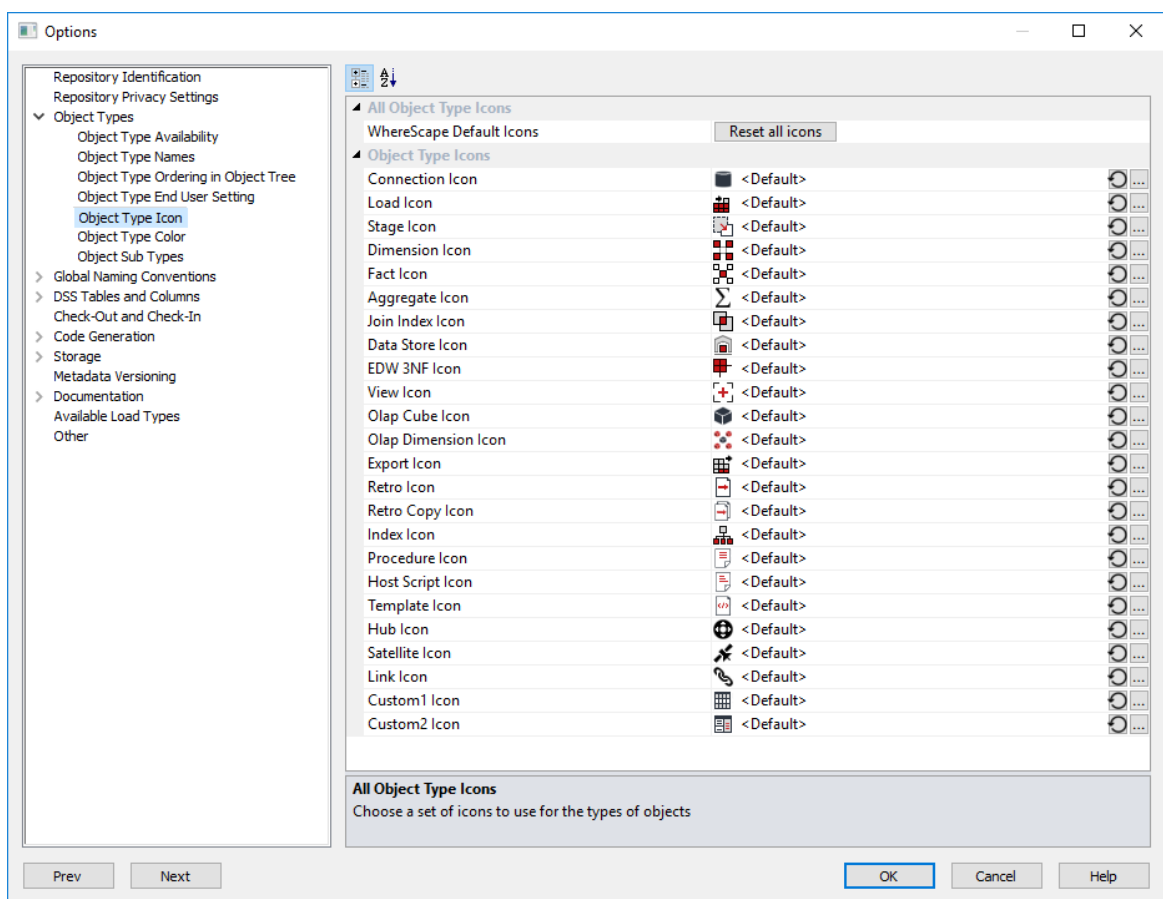 Options
Repository Identification
Repository Privacy Settings
Object Types
Object Type Availability
Object Type Names
Object Type Ordering in Object Tree
Object Type End User Setting
Object Type Icon
Object Type Color
Object Sub Types
Global Naming Conventions
DSS Tables and Columns
Check-Out and Check-In
Code Generation
Storage
Metadata Versioning
Documentation
Available Load Types
Other
All Object Type Icons
WhereScape Default Icons Reset all icons
Object Type Icons
Connection Icon <Default> ...
Load Icon <Default> ...
Stage Icon <Default> ...
Dimension Icon <Default> ...
Fact Icon <Default> ...
Aggregate Icon <Default> ...
Join Index Icon <Default> ...
Data Store Icon <Default> ...
EDW 3NF Icon <Default> ...
View Icon <Default> ...
Olap Cube Icon <Default> ...
Olap Dimension Icon <Default> ...
Export Icon <Default> ...
Retro Icon <Default> ...
Retro Copy Icon <Default> ...
Index Icon <Default> ...
Procedure Icon <Default> ...
Host Script Icon <Default> ...
Template Icon <Default> ...
Hub Icon <Default> ...
Satellite Icon <Default> ...
Link Icon <Default> ...
Custom1 Icon <Default> ...
Custom2 Icon <Default> ...
All Object Type Icons
Choose a set of icons to use for the types of objects
Prev Next OK Cancel Help